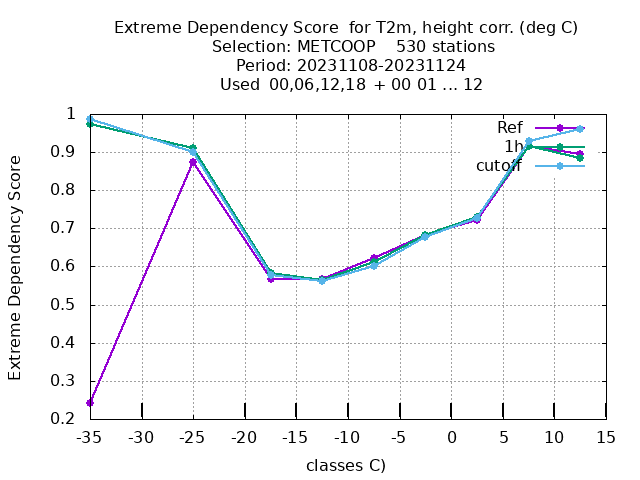 Extreme Dependency Score  for T2m, height corr. (deg C)
Selection: METCOOP    530 stations
Period: 20231108-20231124
Used  00,06,12,18  + 00 01 ... 12
Extreme Dependency Score
1
0.9
0.8
0.7
0.6
0.5
0.4
0.3
0.2
Ref
1h
cutoff
-35 -30 -25 -20 -15 -10 -5 0 5 10 15
classes C)